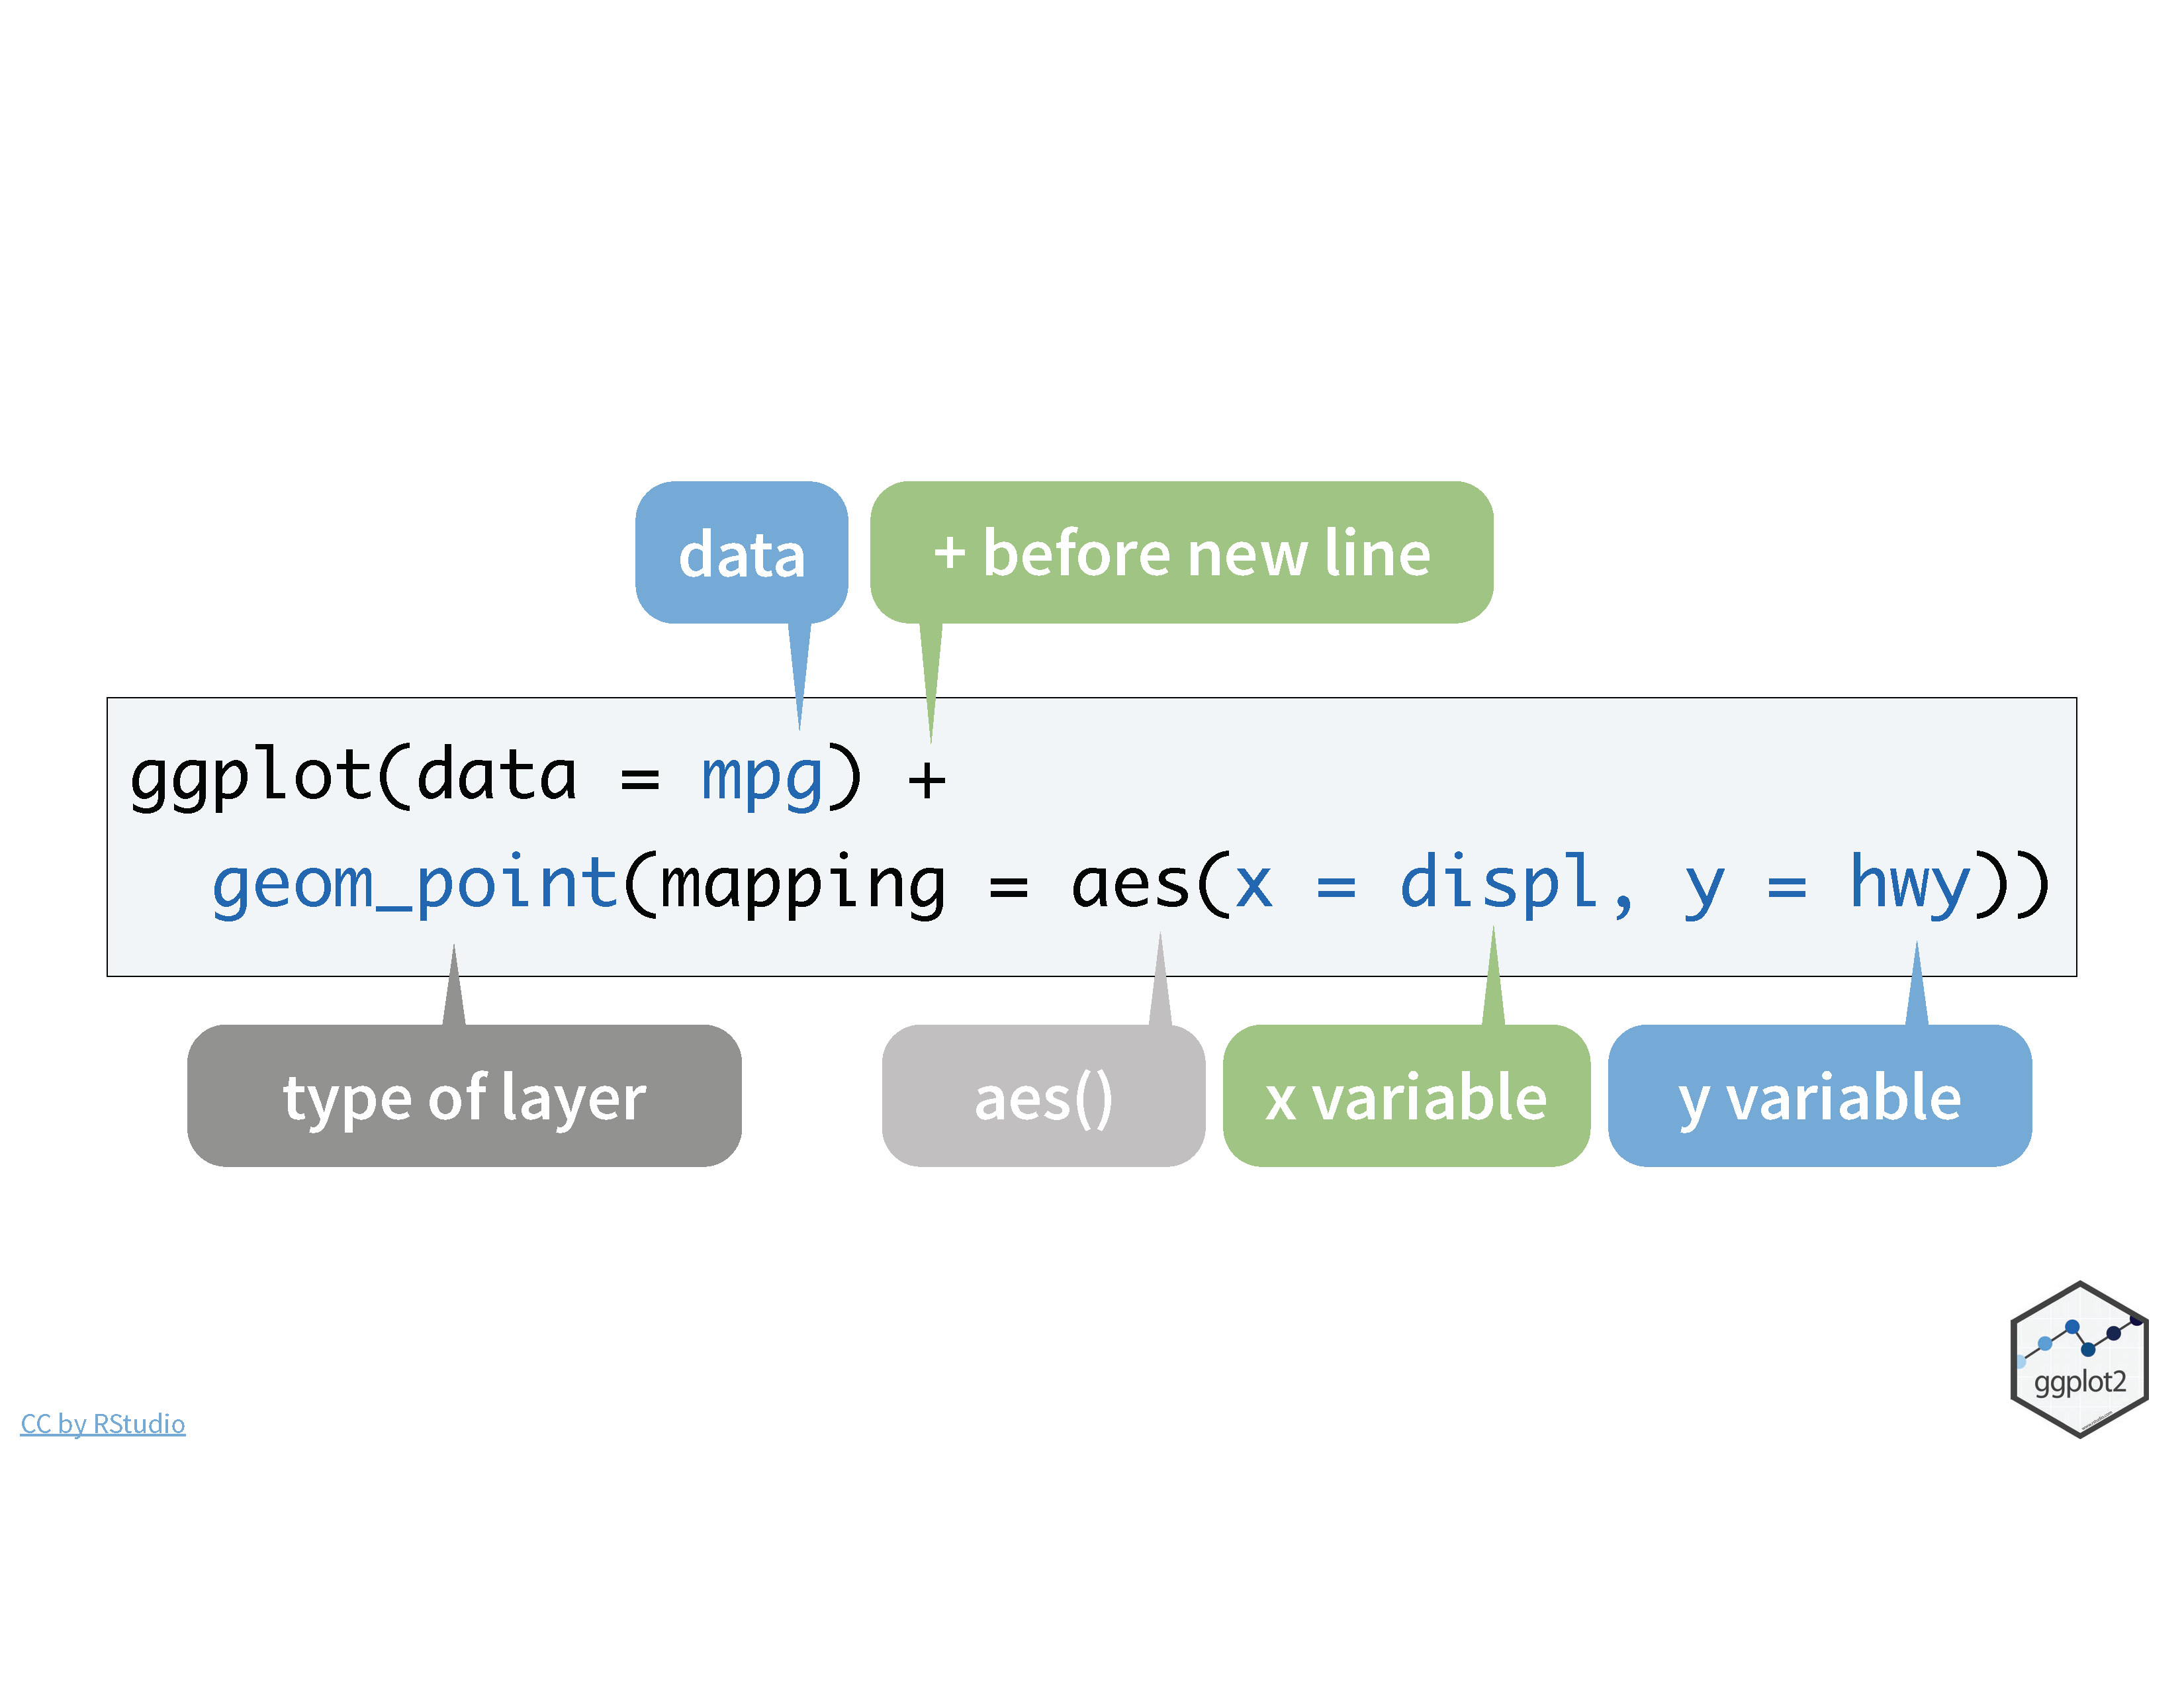 data
+ before new line
ggplot(data = mpg) +
geom_point(mapping = aes(x = displ, y = hwy))
type of layer
aes()
x variable
y variable
ggplot2
CC by RStudio